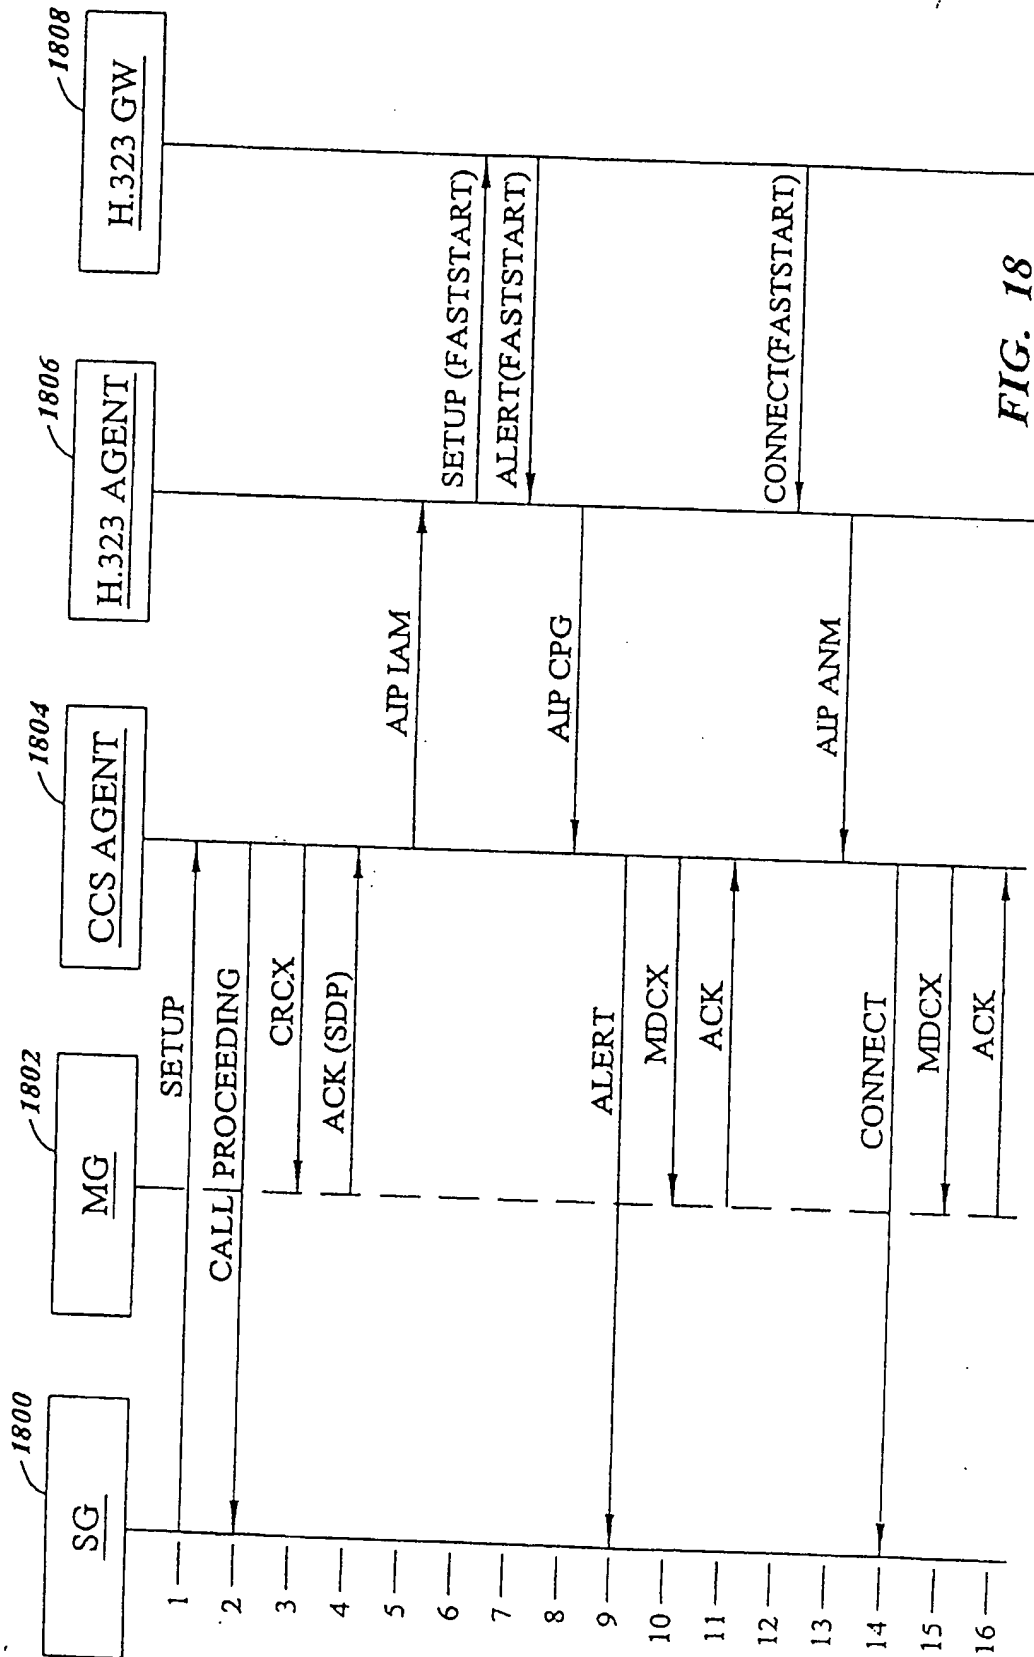 1800
SG
1802
MG
1804
CCS AGENT
1806
H.323 AGENT
1808
H.323 GW
1
SETUP
2
CALL PROCEEDING
3
CRCX
4
ACK (SDP)
5
AIP IAM
6
SETUP (FASTSTART)
7
ALERT(FASTSTART)
8
AIP CPG
9
ALERT
10
MDCX
11
ACK
12
CONNECT(FASTSTART)
13
AIP ANM
14
CONNECT
15
MDCX
16
ACK
FIG. 18